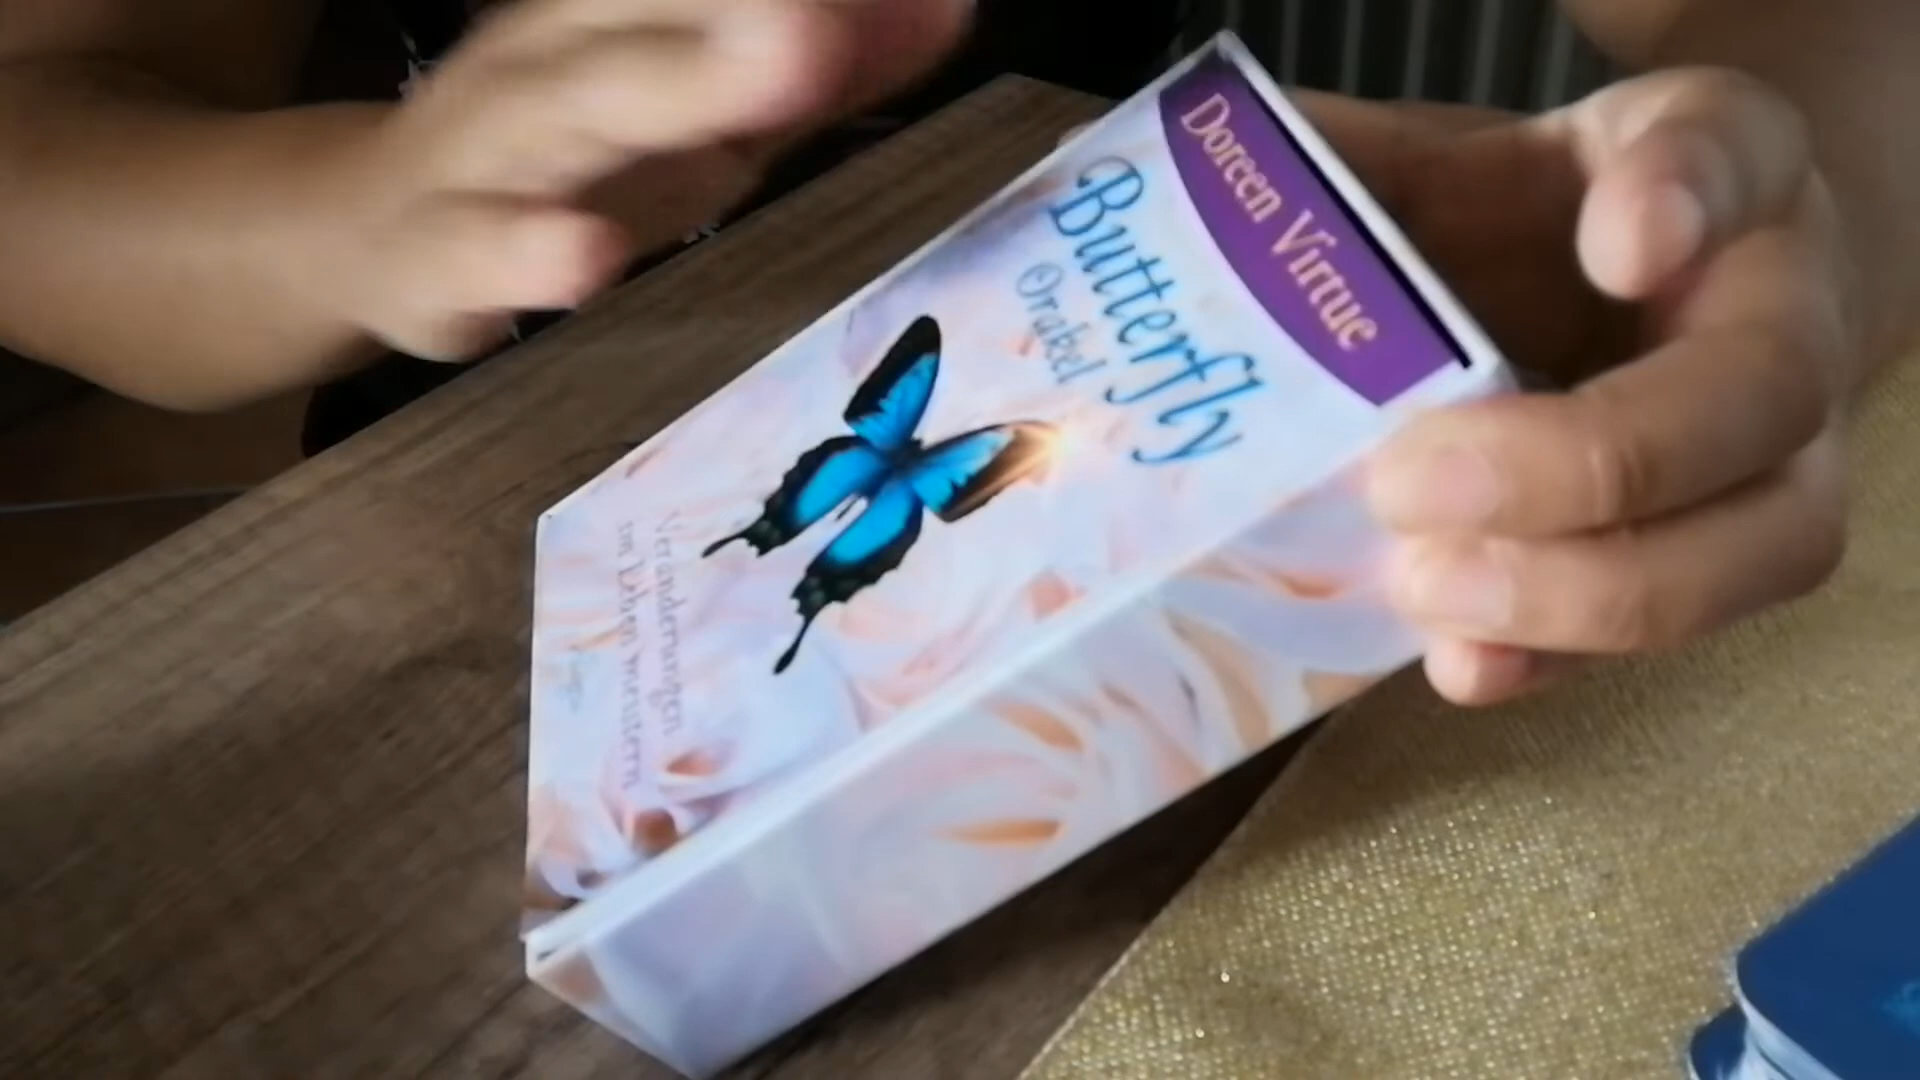 Doreen Virtue
Butterfly
Orakel
Veränderungen
im Leben meistern